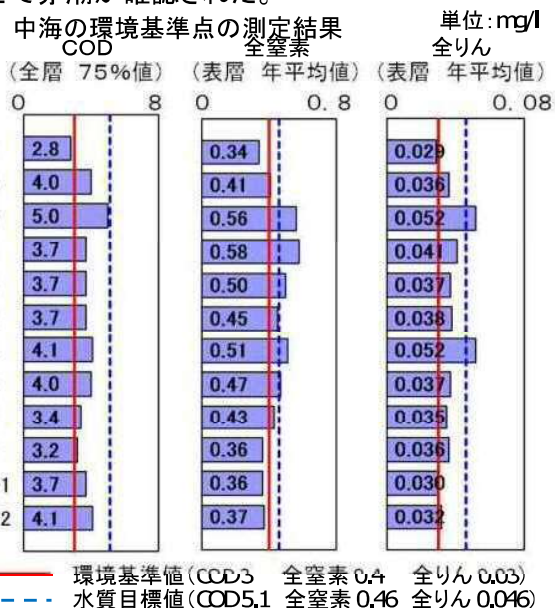 で赤潮が確認された。
中海の環境基準点の測定結果 単位:mg/l
COD 全窒素 全りん
(全層 75%値) (表層 年平均値) (表層 年平均値)
0 8 0 0.8 0 0.08
2.8 0.34 0.029
4.0 0.41 0.036
5.0 0.56 0.052
3.7 0.58 0.041
3.7 0.50 0.037
3.7 0.45 0.038
4.1 0.51 0.052
4.0 0.47 0.037
3.4 0.43 0.035
3.2 0.36 0.036
1 3.7 0.36 0.030
2 4.1 0.37 0.032
環境基準値(COD3 全窒素0.4 全りん0.03)
水質目標値(COD5.1 全窒素0.46 全りん0.046)